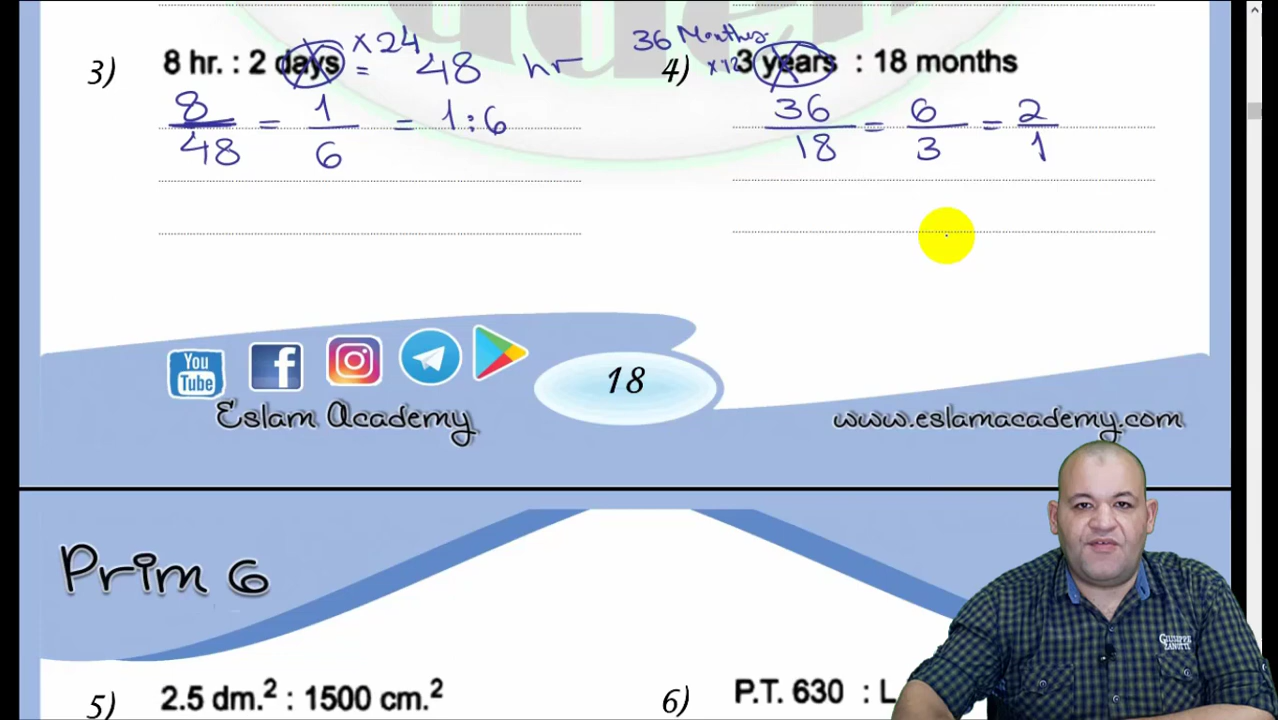 3) 8 hr. : 2 days × 24 = 48 hr
8/48 = 1/6 = 1:6
36 Months
× 12
4) 3 years : 18 months
36/18 = 6/3 = 2/1
You Tube
f
Eslam Academy
18
www.eslamacademy.com
Prim 6
5) 2.5 dm.² : 1500 cm.²
6) P.T. 630 : L
GIUSEPPE ZANOTTI